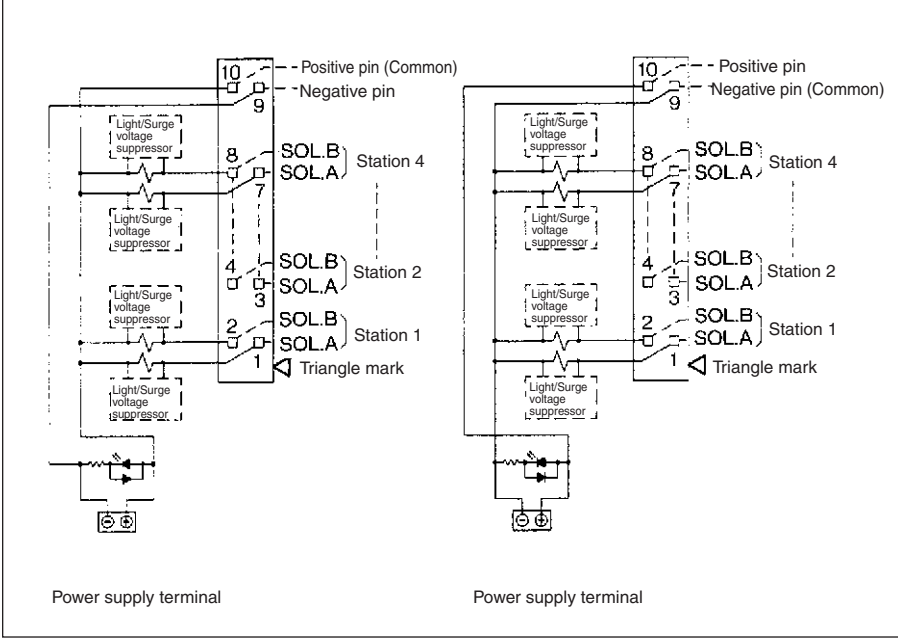 10
Positive pin (Common)
Negative pin
9
Light/Surge
voltage
suppressor
8
SOL.B
SOL.A
Station 4
7
Light/Surge
voltage
suppressor
4
SOL.B
SOL.A
Station 2
3
Light/Surge
voltage
suppressor
2
SOL.B
SOL.A
Station 1
1
Triangle mark
Light/Surge
voltage
suppressor
Power supply terminal
10
Positive pin
Negative pin (Common)
9
Light/Surge
voltage
suppressor
8
SOL.B
SOL.A
Station 4
7
Light/Surge
voltage
suppressor
4
SOL.B
SOL.A
Station 2
3
Light/Surge
voltage
suppressor
2
SOL.B
SOL.A
Station 1
1
Triangle mark
Light/Surge
voltage
suppressor
Power supply terminal